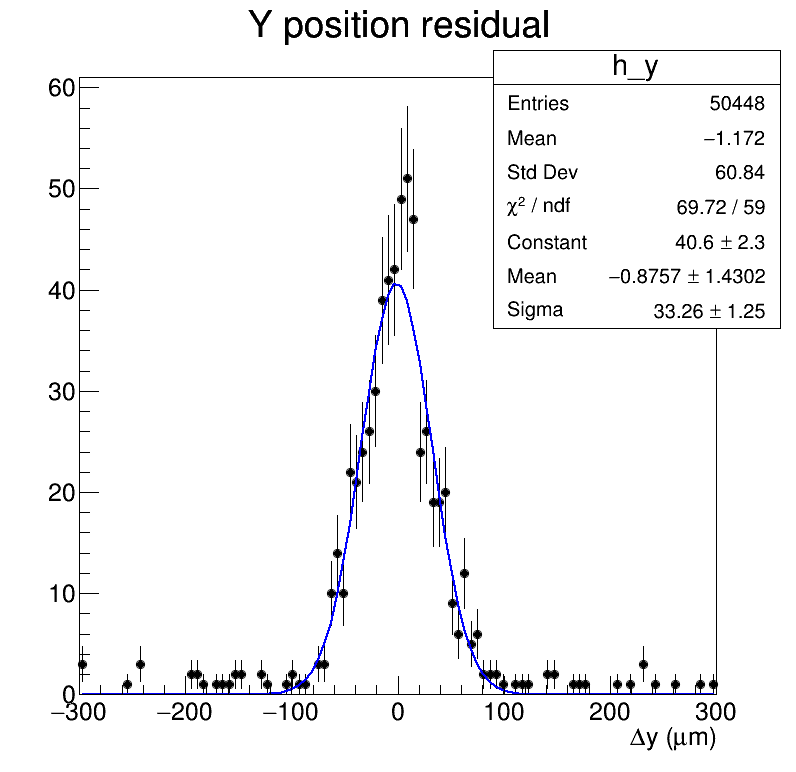 Y position residual
h_y
Entries 50448
Mean −1.172
Std Dev 60.84
χ² / ndf 69.72 / 59
Constant 40.6 ± 2.3
Mean −0.8757 ± 1.4302
Sigma 33.26 ± 1.25
60
50
40
30
20
10
0
−300 −200 −100 0 100 200 300
Δy (μm)